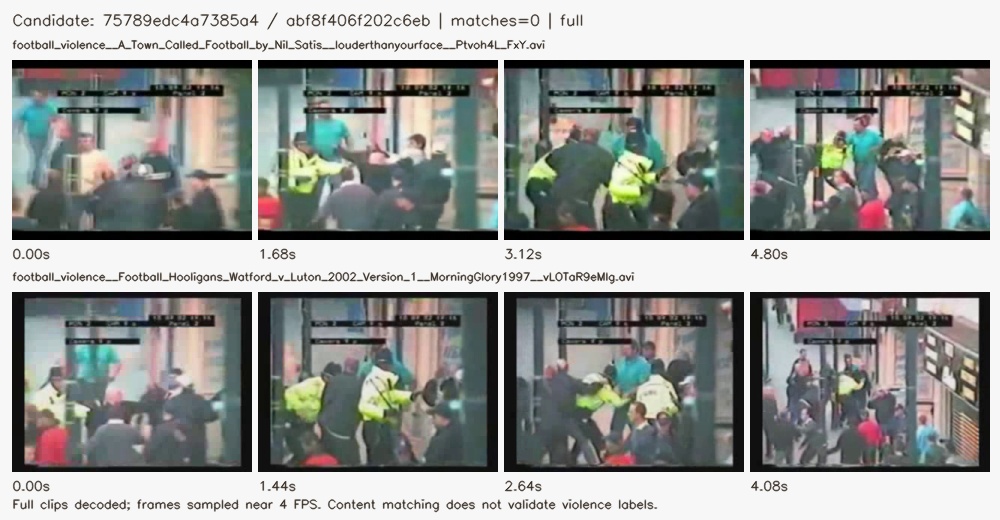 Candidate: 75789edc4a7385a4 / abf8f406f202c6eb | matches=0 | full
football_violence__A_Town_Called_Football_by_Nil_Satis__louderthanyourface__Ptvoh4L_FxY.avi
0.00s
1.68s
3.12s
4.80s
football_violence__Football_Hooligans_Watford_v_Luton_2002_Version_1__MorningGlory1997__vLOTaR9eMIg.avi
0.00s
1.44s
2.64s
4.08s
Full clips decoded; frames sampled near 4 FPS. Content matching does not validate violence labels.